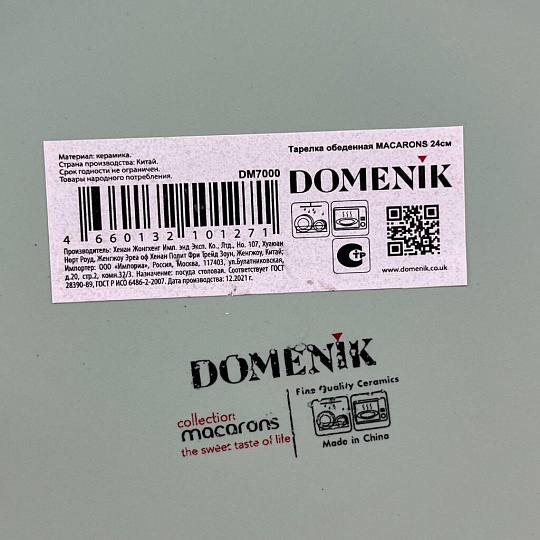 Материал: керамика.
Страна производства: Китай.
Срок годности не ограничен.
Товары народного потребления.
DM7000
4 660132 101271
Производитель: Хенан Жонгхенг Имп. энд Эксп. Ко., Лтд., Но. 107, Хуаюан
Норт Роуд, Женгжоу Эреа оф Хенан Полит Фри Трейд Зоун, Женгжоу, Китай;
Импортер: ООО «Импориа», Россия, Москва, 117403, ул.Булатниковская,
д.20, стр.2, комн.32/3. Назначение: посуда столовая. Соответствует ГОСТ
28390-89, ГОСТ Р ИСО 6486-2-2007. Дата производства: 12.2021 г.
Тарелка обеденная MACARONS 24см
DOMENIK
СТР
www.domenik.co.uk
DOMENIK
Fine Quality Ceramics
collection:
macarons
the sweet taste of life
Made in China